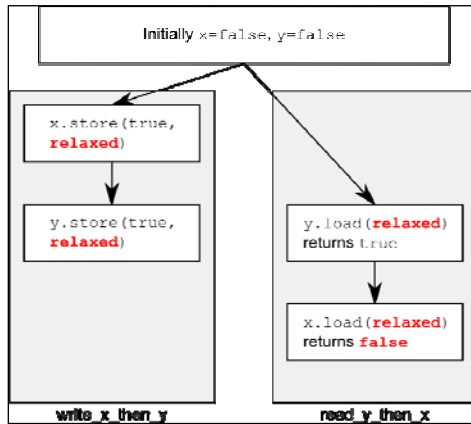 Initially x=false, y=false
x.store(true,
relaxed)
y.store(true,
relaxed)
y.load(relaxed)
returns true
x.load(relaxed)
returns false
write_x_then_y
read_y_then_x